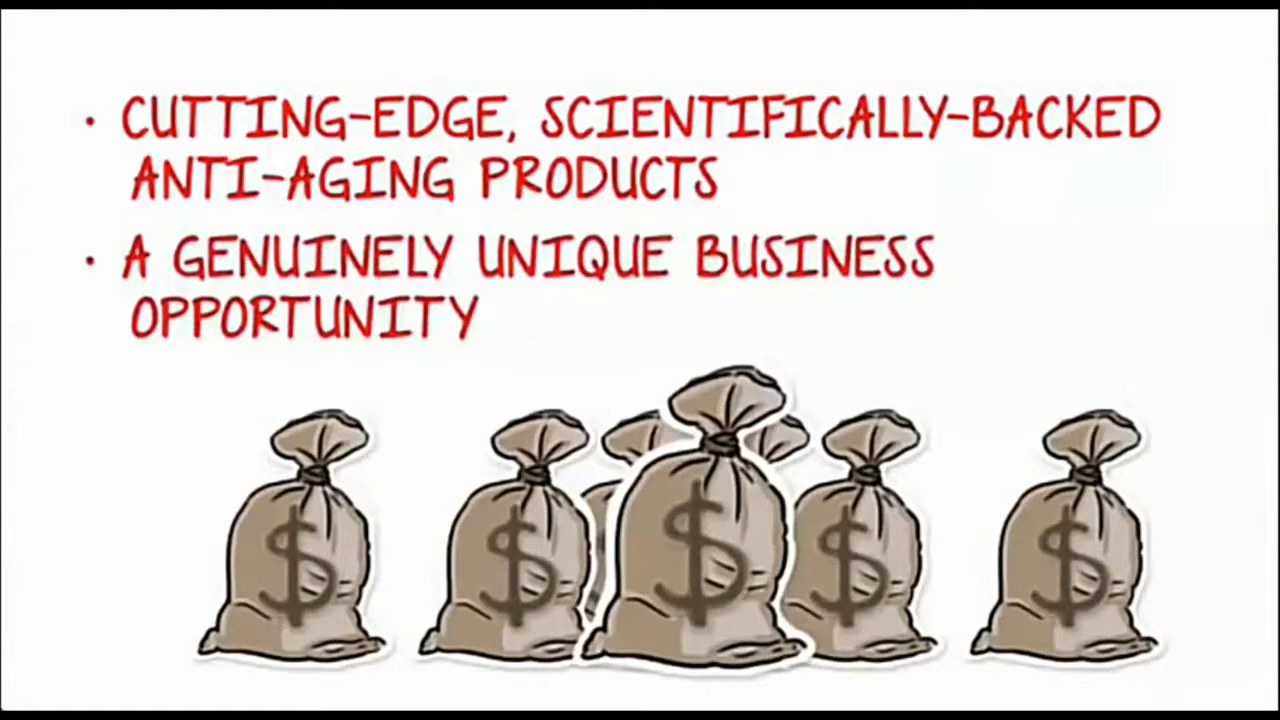 · CUTTING-EDGE, SCIENTIFICALLY-BACKED
ANTI-AGING PRODUCTS
· A GENUINELY UNIQUE BUSINESS
OPPORTUNITY
$ $ $ $ $